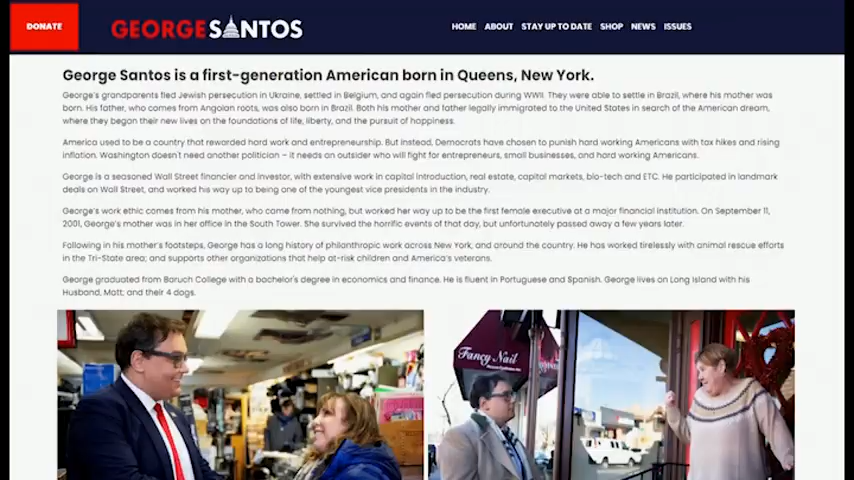 DONATE
GEORGE SANTOS
HOME ABOUT STAY UP TO DATE SHOP NEWS ISSUES
George Santos is a first-generation American born in Queens, New York.
George's grandparents fled Jewish persecution in Ukraine, settled in Belgium, and again fled persecution during WWII. They were able to settle in Brazil, where his mother was
born. His father, who comes from Angolan roots, was also born in Brazil. Both his mother and father legally immigrated to the United States in search of the American dream,
where they began their new lives on the foundations of life, liberty, and the pursuit of happiness.
America used to be a country that rewarded hard work and entrepreneurship. But instead, Democrats have chosen to punish hard working Americans with tax hikes and rising
inflation. Washington doesn't need another politician – it needs an outsider who will fight for entrepreneurs, small businesses, and hard working Americans.
George is a seasoned Wall Street financier and investor, with extensive work in capital introduction, real estate, capital markets, bio-tech and ETC. He participated in landmark
deals on Wall Street, and worked his way up to being one of the youngest vice presidents in the industry.
George's work ethic comes from his mother, who came from nothing, but worked her way up to be the first female executive at a major financial institution. On September 11,
2001, George's mother was in her office in the South Tower. She survived the horrific events of that day, but unfortunately passed away a few years later.
Following in his mother's footsteps, George has a long history of philanthropic work across New York, and around the country. He has worked tirelessly with animal rescue efforts
in the Tri-State area; and supports other organizations that help at-risk children and America's veterans.
George graduated from Baruch College with a bachelor's degree in economics and finance. He is fluent in Portuguese and Spanish. George lives on Long Island with his
Husband, Matt; and their 4 dogs.
Fancy Nail